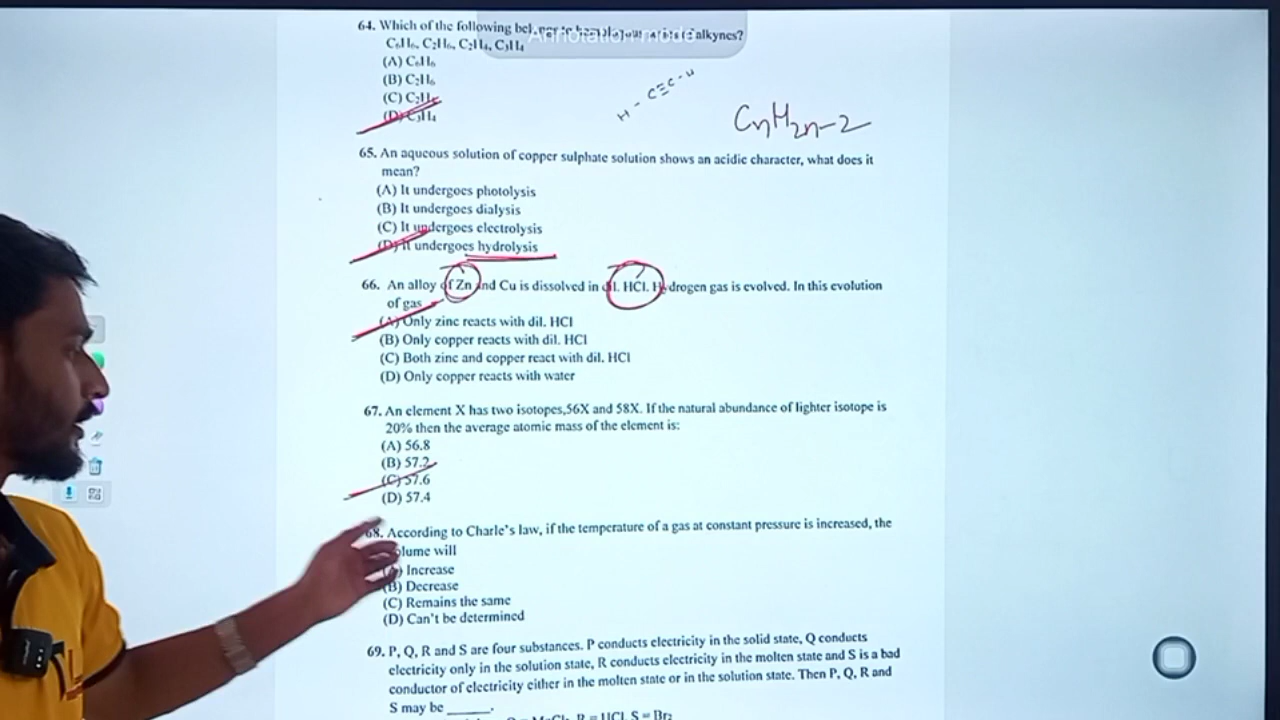 64. Which of the following alkynes?
C₆H₆, C₂H₆, C₂H₄, C₃H₄
Annotation mode
(A) C₆H₆
(B) C₂H₆
(C) C₂H₄
(D) C₃H₄
H - C≡C - H
CnH2n-2
65. An aqueous solution of copper sulphate solution shows an acidic character, what does it
mean?
(A) It undergoes photolysis
(B) It undergoes dialysis
(C) It undergoes electrolysis
(D) It undergoes hydrolysis
66. An alloy of Zn and Cu is dissolved in dil. HCl. Hydrogen gas is evolved. In this evolution
of gas
(A) Only zinc reacts with dil. HCl
(B) Only copper reacts with dil. HCl
(C) Both zinc and copper react with dil. HCl
(D) Only copper reacts with water
67. An element X has two isotopes,56X and 58X. If the natural abundance of lighter isotope is
20% then the average atomic mass of the element is:
(A) 56.8
(B) 57.2
(C) 57.6
(D) 57.4
68. According to Charle's law, if the temperature of a gas at constant pressure is increased, the
volume will
(A) Increase
(B) Decrease
(C) Remains the same
(D) Can't be determined
69. P, Q, R and S are four substances. P conducts electricity in the solid state, Q conducts
electricity only in the solution state, R conducts electricity in the molten state and S is a bad
conductor of electricity either in the molten state or in the solution state. Then P, Q, R and
S may be ______.
R = HCl, S = Br₂